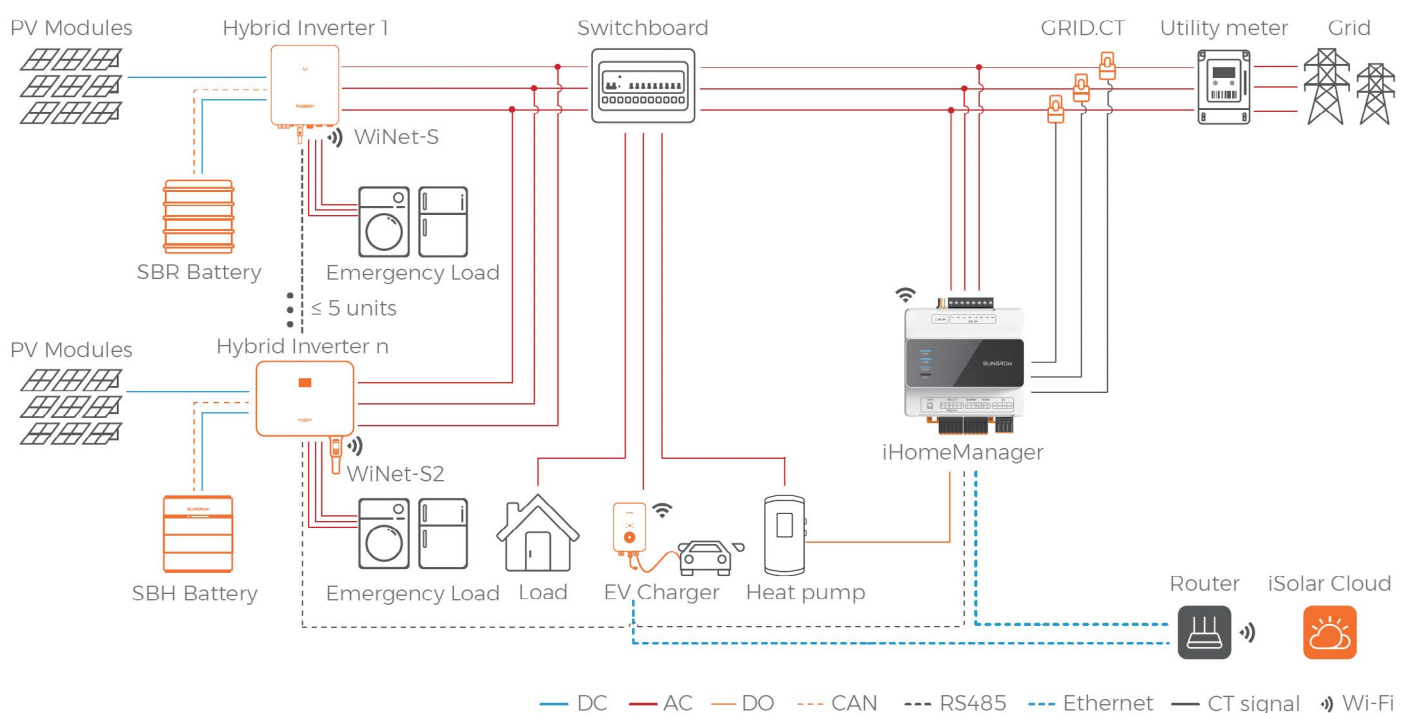 PV Modules
Hybrid Inverter 1
Switchboard
GRID.CT
Utility meter
Grid
WiNet-S
SBR Battery
Emergency Load
≤ 5 units
PV Modules
Hybrid Inverter n
SUNGROW
iHomeManager
WiNet-S2
SUNGROW
SBH Battery
Emergency Load
Load
EV Charger
Heat pump
Router
iSolar Cloud
DC
AC
DO
CAN
RS485
Ethernet
CT signal
Wi-Fi